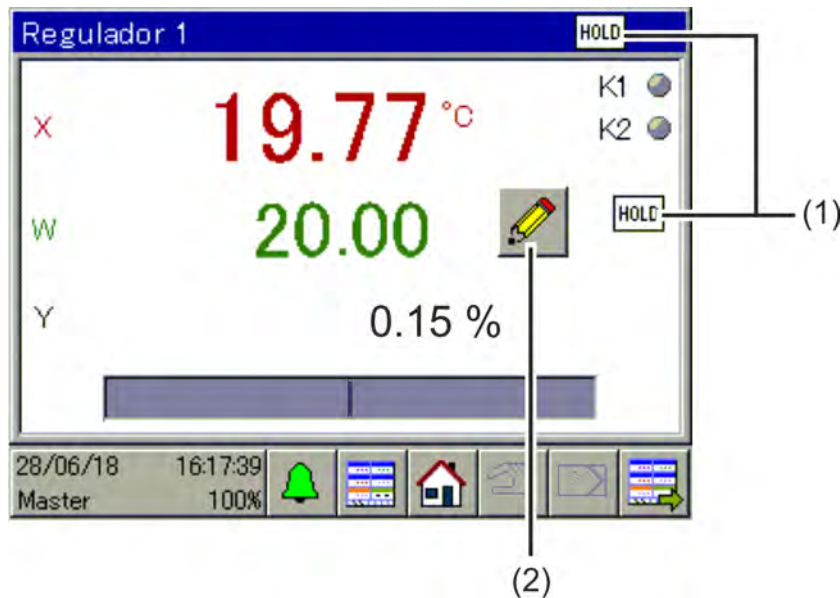 Regulador 1 HOLD
K1
X 19.77 °C
K2
W 20.00 HOLD (1)
Y 0.15 %
28/06/18 16:17:39
Master 100%
(2)